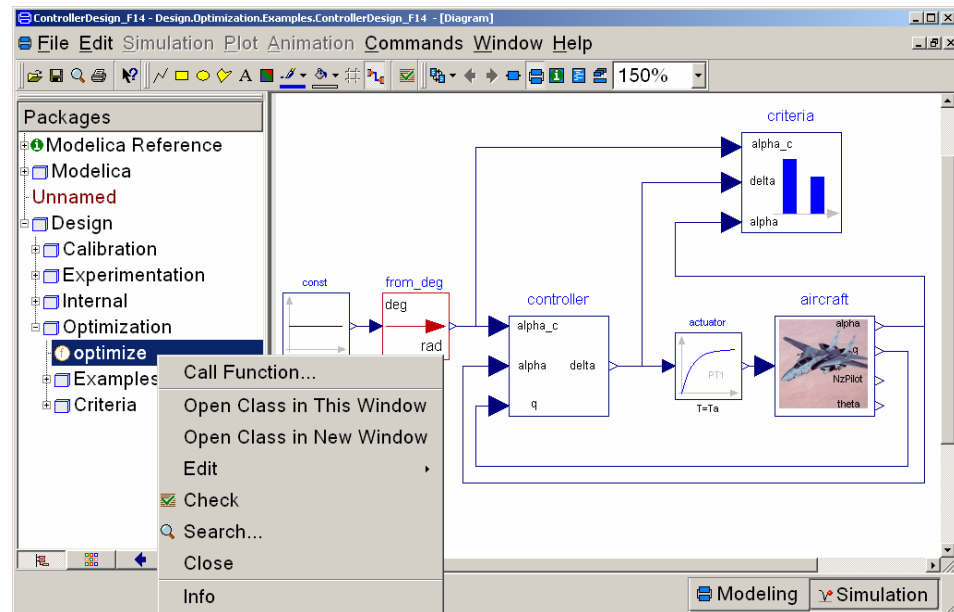 ControllerDesign_F14 - Design.Optimization.Examples.ControllerDesign_F14 - [Diagram]
File Edit Simulation Plot Animation Commands Window Help
150%
Packages
Modelica Reference
Modelica
Unnamed
Design
Calibration
Experimentation
Internal
Optimization
optimize
Examples
Criteria
Call Function...
Open Class in This Window
Open Class in New Window
Edit
Check
Search...
Close
Info
const
from_deg
deg
rad
controller
alpha_c
alpha
delta
q
actuator
PT1
T=Ta
criteria
alpha_c
delta
alpha
aircraft
alpha
q
NzPilot
theta
Modeling
Simulation